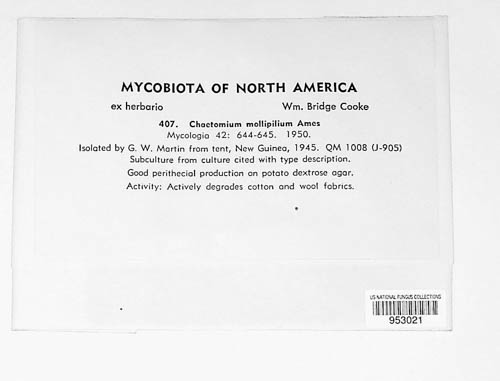 MYCOBIOTA OF NORTH AMERICA
ex herbario Wm. Bridge Cooke
407. Chaetomium mollipilium Ames
Mycologia 42: 644-645. 1950.
Isolated by G. W. Martin from tent, New Guinea, 1945. QM 1008 (J-905)
Subculture from culture cited with type description.
Good perithecial production on potato dextrose agar.
Activity: Actively degrades cotton and wool fabrics.
US NATIONAL FUNGUS COLLECTIONS
953021